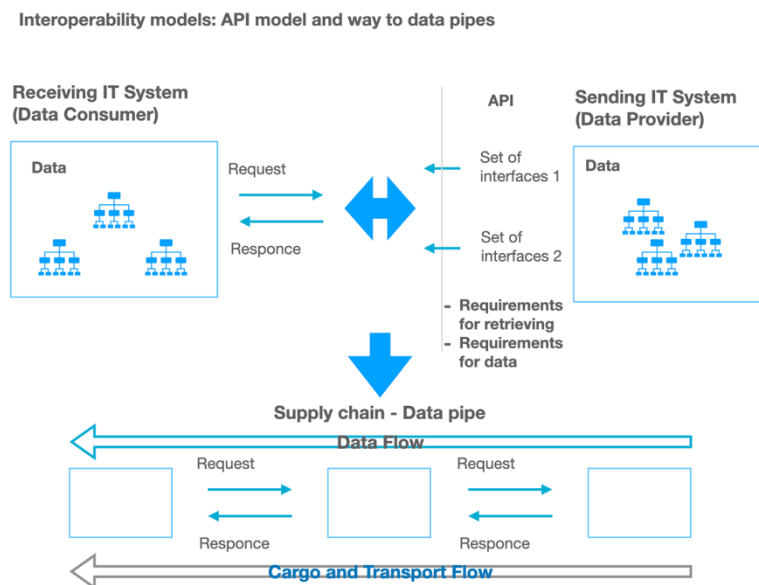 Interoperability models: API model and way to data pipes
Receiving IT System
(Data Consumer)
API
Sending IT System
(Data Provider)
Data
Request
Responce
Set of
interfaces 1
Set of
interfaces 2
Data
- Requirements
for retrieving
- Requirements
for data
Supply chain - Data pipe
Data Flow
Request
Responce
Request
Responce
Cargo and Transport Flow